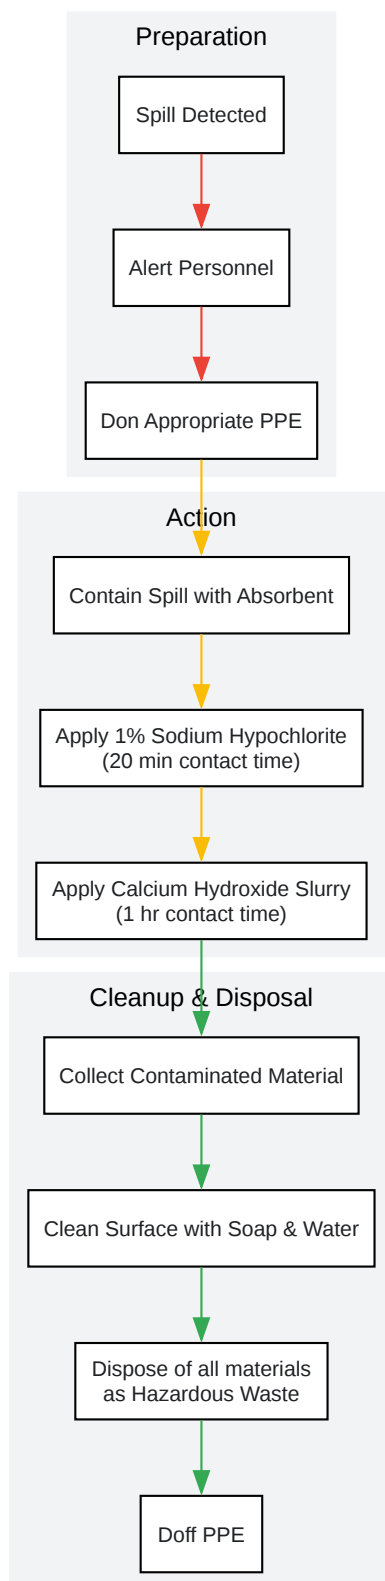 Preparation
Spill Detected
Alert Personnel
Don Appropriate PPE
Action
Contain Spill with Absorbent
Apply 1% Sodium Hypochlorite
(20 min contact time)
Apply Calcium Hydroxide Slurry
(1 hr contact time)
Cleanup & Disposal
Collect Contaminated Material
Clean Surface with Soap & Water
Dispose of all materials
as Hazardous Waste
Doff PPE